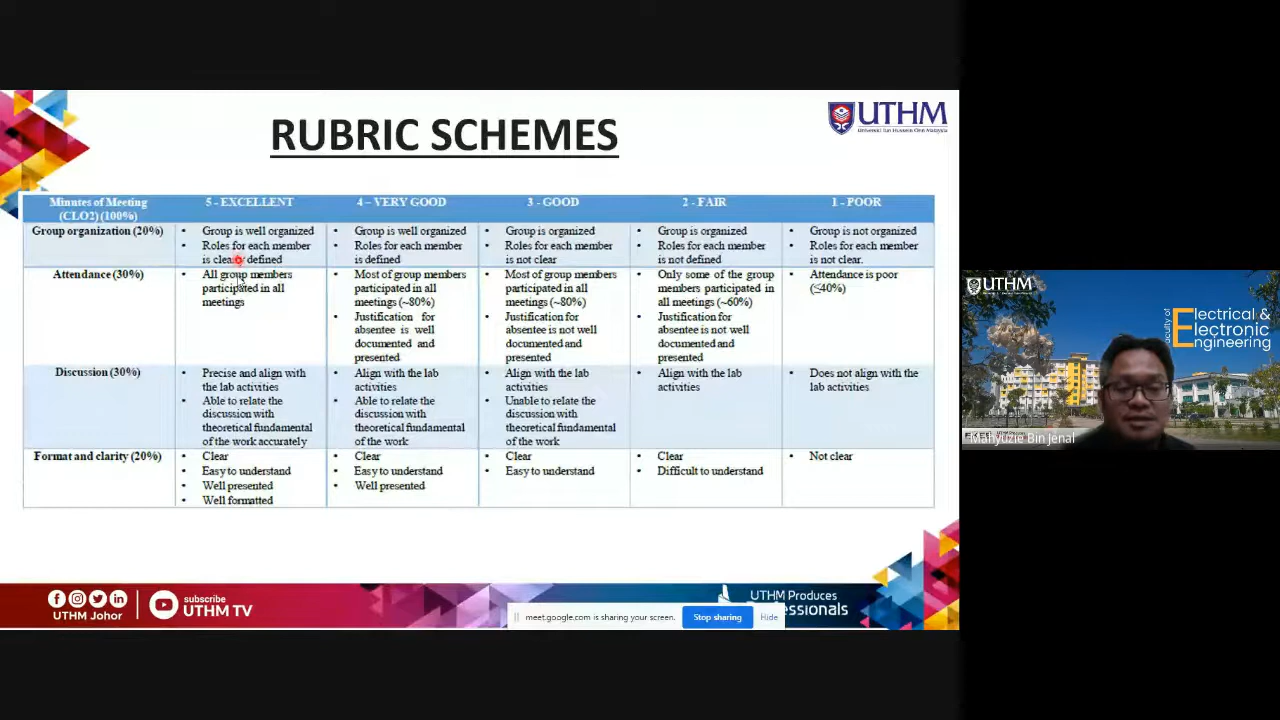 RUBRIC SCHEMES
UTHM
Universiti Tun Hussein Onn Malaysia
Minutes of Meeting
(CLO2) (100%)
5 - EXCELLENT
4 – VERY GOOD
3 - GOOD
2 - FAIR
1 - POOR
Group organization (20%)
• Group is well organized
• Roles for each member
is clearly defined
• Group is well organized
• Roles for each member
is defined
• Group is organized
• Roles for each member
is not clear
• Group is organized
• Roles for each member
is not defined
• Group is not organized
• Roles for each member
is not clear.
Attendance (30%)
• All group members
participated in all
meetings
• Most of group members
participated in all
meetings (~80%)
• Justification for
absentee is well
documented and
presented
• Most of group members
participated in all
meetings (~80%)
• Justification for
absentee is not well
documented and
presented
• Only some of the group
members participated in
all meetings (~60%)
• Justification for
absentee is not well
documented and
presented
• Attendance is poor
(≤40%)
Discussion (30%)
• Precise and align with
the lab activities
• Able to relate the
discussion with
theoretical fundamental
of the work accurately
• Align with the lab
activities
• Able to relate the
discussion with
theoretical fundamental
of the work
• Align with the lab
activities
• Unable to relate the
discussion with
theoretical fundamental
of the work
• Align with the lab
activities
• Does not align with the
lab activities
Format and clarity (20%)
• Clear
• Easy to understand
• Well presented
• Well formatted
• Clear
• Easy to understand
• Well presented
• Clear
• Easy to understand
• Clear
• Difficult to understand
• Not clear
UTHM Johor
subscribe
UTHM TV
UTHM Produces
meet.google.com is sharing your screen.
Stop sharing
Hide
UTHM
Faculty of
Electrical &
Electronic
Engineering
Mahyuzie Bin Jenal